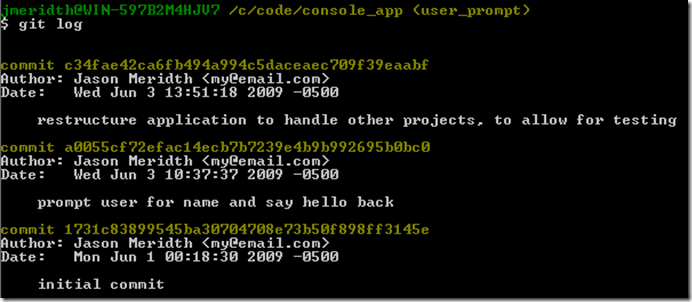 jmeridth@WIN-597B2M4HJV7 /c/code/console_app (user_prompt)
$ git log
commit c34fae42ca6fb494a994c5daceaec709f39eaabf
Author: Jason Meridth <my@email.com>
Date:   Wed Jun 3 13:51:18 2009 -0500
restructure application to handle other projects, to allow for testing
commit a0055cf72efac14ecb7b7239e4b9b992695b0bc0
Author: Jason Meridth <my@email.com>
Date:   Wed Jun 3 10:37:37 2009 -0500
prompt user for name and say hello back
commit 1731c83899545ba30704708e73b50f898ff3145e
Author: Jason Meridth <my@email.com>
Date:   Mon Jun 1 00:18:30 2009 -0500
initial commit